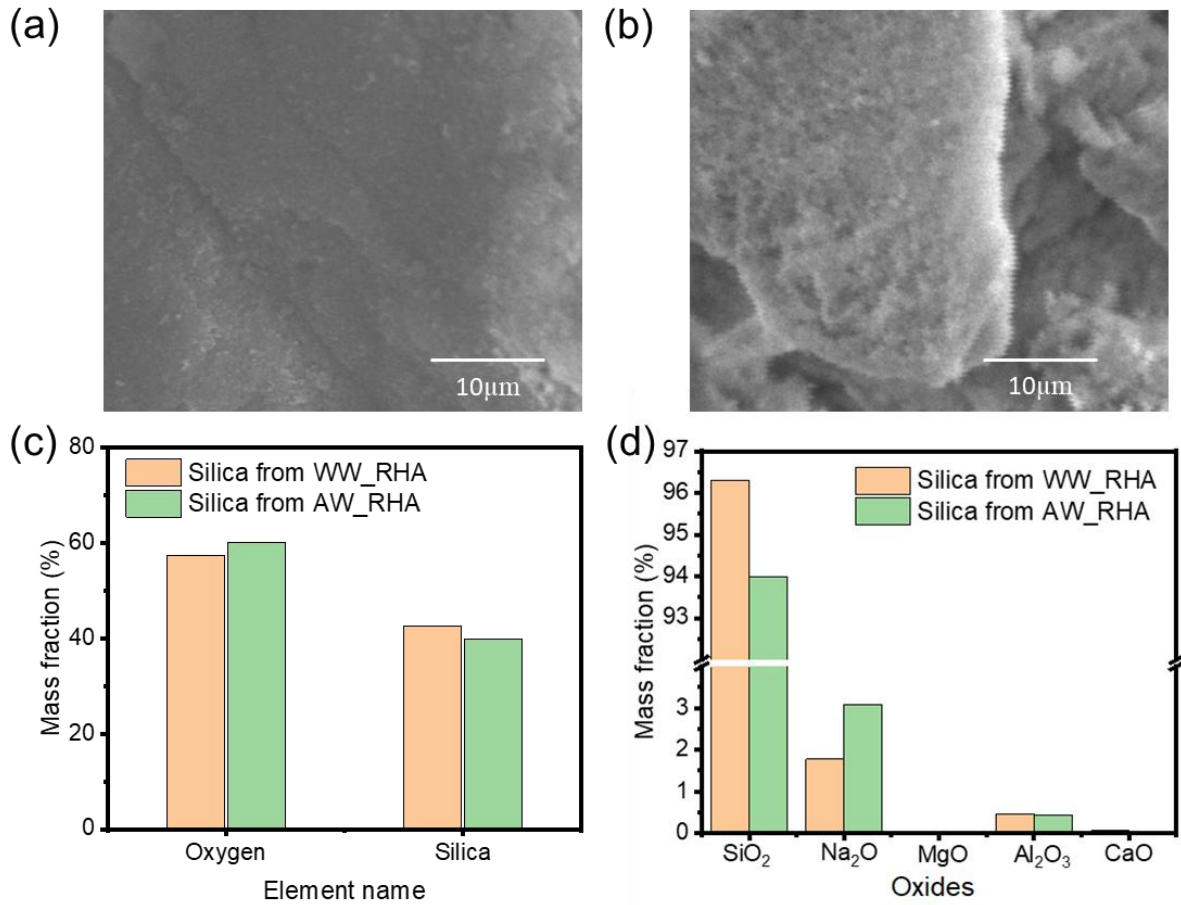 (a)
(b)
10μm
10μm
(c)
80
60
40
20
0
Mass fraction (%)
Silica from WW_RHA
Silica from AW_RHA
Oxygen
Silica
Element name
(d)
97
96
95
94
93
3
2
1
0
Mass fraction (%)
Silica from WW_RHA
Silica from AW_RHA
SiO₂
Na₂O
MgO
Al₂O₃
CaO
Oxides